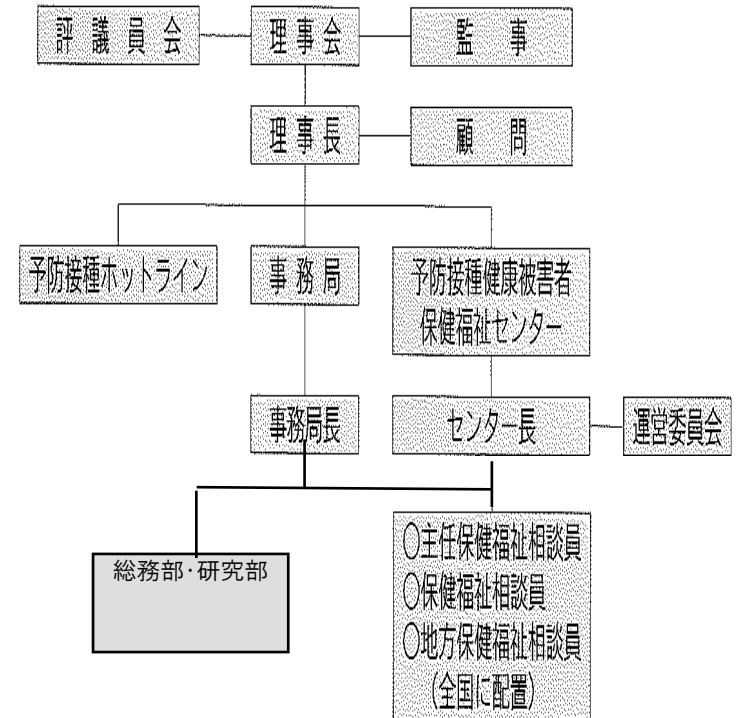 評議員会
理事会
監事
理事長
顧問
予防接種ホットライン
事務局
予防接種健康被害者
保健福祉センター
事務局長
センター長
運営委員会
総務部·研究部
○主任保健福祉相談員
○保健福祉相談員
○地方保健福祉相談員
(全国に配置)